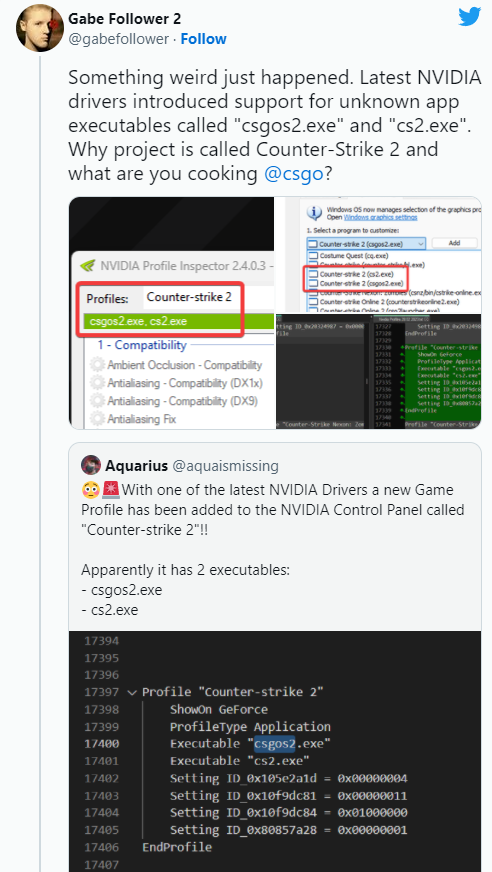 Gabe Follower 2
@gabefollower · Follow
Something weird just happened. Latest NVIDIA
drivers introduced support for unknown app
executables called "csgos2.exe" and "cs2.exe".
Why project is called Counter-Strike 2 and
what are you cooking @csgo?
NVIDIA Profile Inspector 2.4.0.3 -
Profiles: Counter-strike 2
csgos2.exe, cs2.exe
1 - Compatibility
Ambient Occlusion - Compatibility
Antialiasing - Compatibility (DX1x)
Antialiasing - Compatibility (DX9)
Antialiasing Fix
Windows OS now manages selection of the graphics pro
Open Windows graphics settings
1. Select a program to customize:
Counter-strike 2 (csgos2.exe)
Add
Costume Quest (cq.exe)
Counter-strike 2 (cs2.exe)
Counter-strike 2 (csgos2.exe)
Counter-strike Online 2 (counterstrikeonline2.exe)
Aquarius @aquaismissing
😳🚨With one of the latest NVIDIA Drivers a new Game
Profile has been added to the NVIDIA Control Panel called
"Counter-strike 2"!!
Apparently it has 2 executables:
- csgos2.exe
- cs2.exe
17394
17395
17396
17397 Profile "Counter-strike 2"
17398 ShowOn GeForce
17399 ProfileType Application
17400 Executable "csgos2.exe"
17401 Executable "cs2.exe"
17402 Setting ID_0x105e2a1d = 0x00000004
17403 Setting ID_0x10f9dc81 = 0x00000011
17404 Setting ID_0x10f9dc84 = 0x01000000
17405 Setting ID_0x80857a28 = 0x00000001
17406 EndProfile
17407